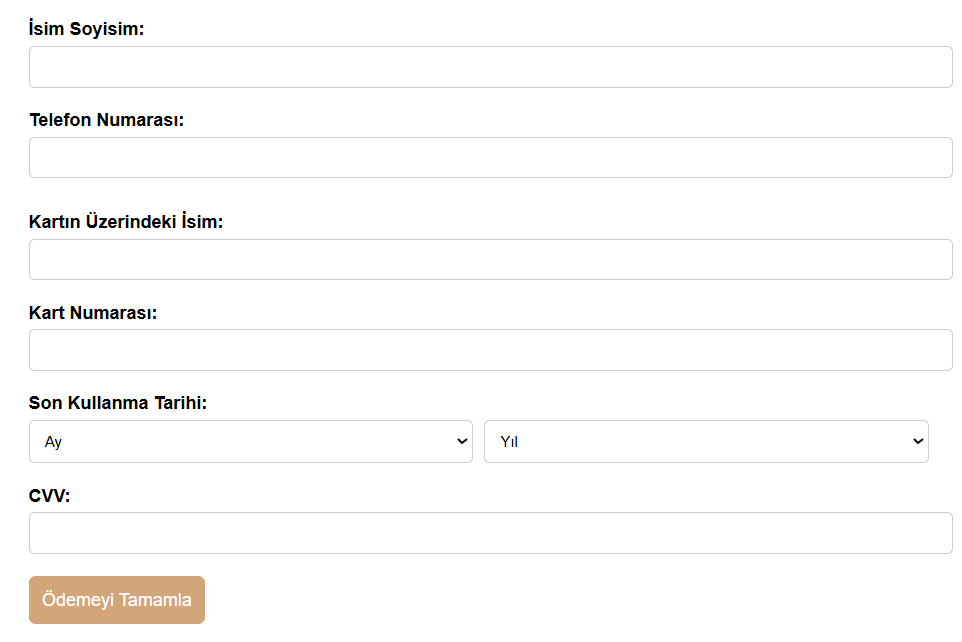 İsim Soyisim:
Telefon Numarası:
Kartın Üzerindeki İsim:
Kart Numarası:
Son Kullanma Tarihi:
Ay Yıl
CVV:
Ödemeyi Tamamla